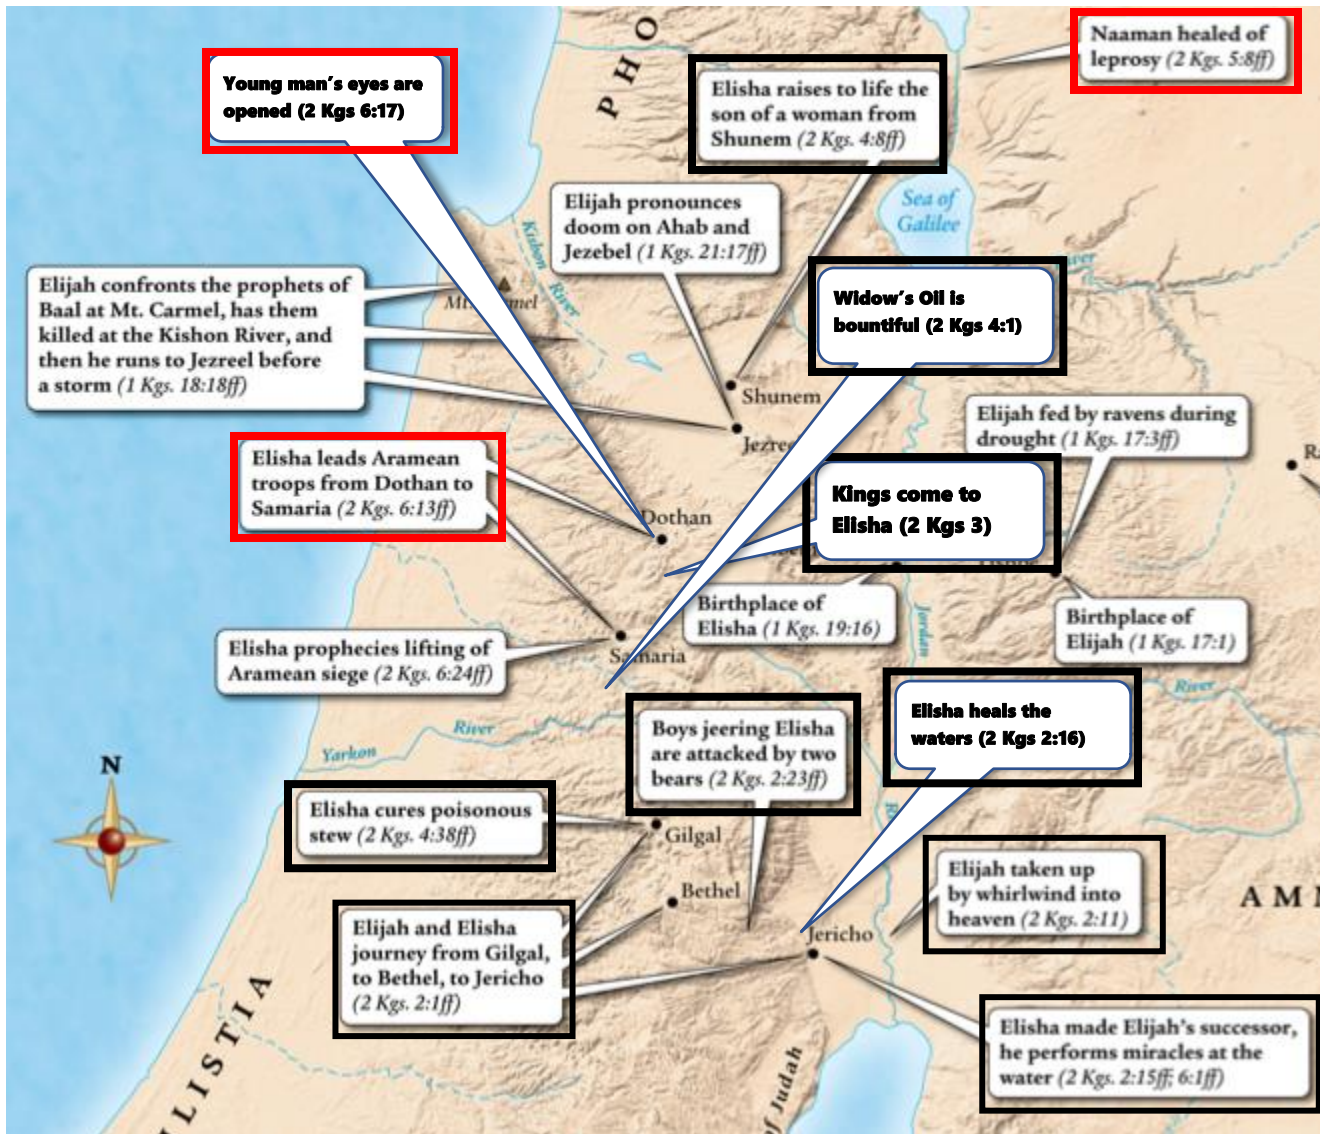 PHO
Naaman healed of
leprosy (2 Kgs. 5:8ff)
Young man's eyes are
opened (2 Kgs 6:17)
Elisha raises to life the
son of a woman from
Shunem (2 Kgs. 4:8ff)
Elijah pronounces
doom on Ahab and
Jezebel (1 Kgs. 21:17ff)
Sea of
Galilee
Kishon River
Elijah confronts the prophets of
Baal at Mt. Carmel, has them
killed at the Kishon River, and
then he runs to Jezreel before
a storm (1 Kgs. 18:18ff)
Widow's Oil is
bountiful (2 Kgs 4:1)
Shunem
Elijah fed by ravens during
drought (1 Kgs. 17:3ff)
Jezree
Elisha leads Aramean
troops from Dothan to
Samaria (2 Kgs. 6:13ff)
Kings come to
Elisha (2 Kgs 3)
Dothan
Birthplace of
Elisha (1 Kgs. 19:16)
Birthplace of
Elijah (1 Kgs. 17:1)
Jordan
Elisha prophecies lifting of
Aramean siege (2 Kgs. 6:24ff)
Samaria
River
Elisha heals the
waters (2 Kgs 2:16)
Boys jeering Elisha
are attacked by two
bears (2 Kgs. 2:23ff)
Yarkon River
N
Elisha cures poisonous
stew (2 Kgs. 4:38ff)
Gilgal
Elijah taken up
by whirlwind into
heaven (2 Kgs. 2:11)
Bethel
AMM
Elijah and Elisha
journey from Gilgal,
to Bethel, to Jericho
(2 Kgs. 2:1ff)
Jericho
Elisha made Elijah's successor,
he performs miracles at the
water (2 Kgs. 2:15ff; 6:1ff)
LISTIA
of Judah